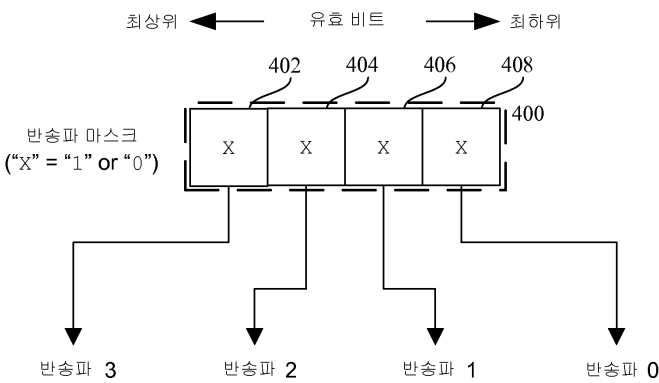 최상위 유효 비트 최하위
402 404 406 408
400
반송파 마스크
("X" = "1" or "0")
X X X X
반송파 3 반송파 2 반송파 1 반송파 0